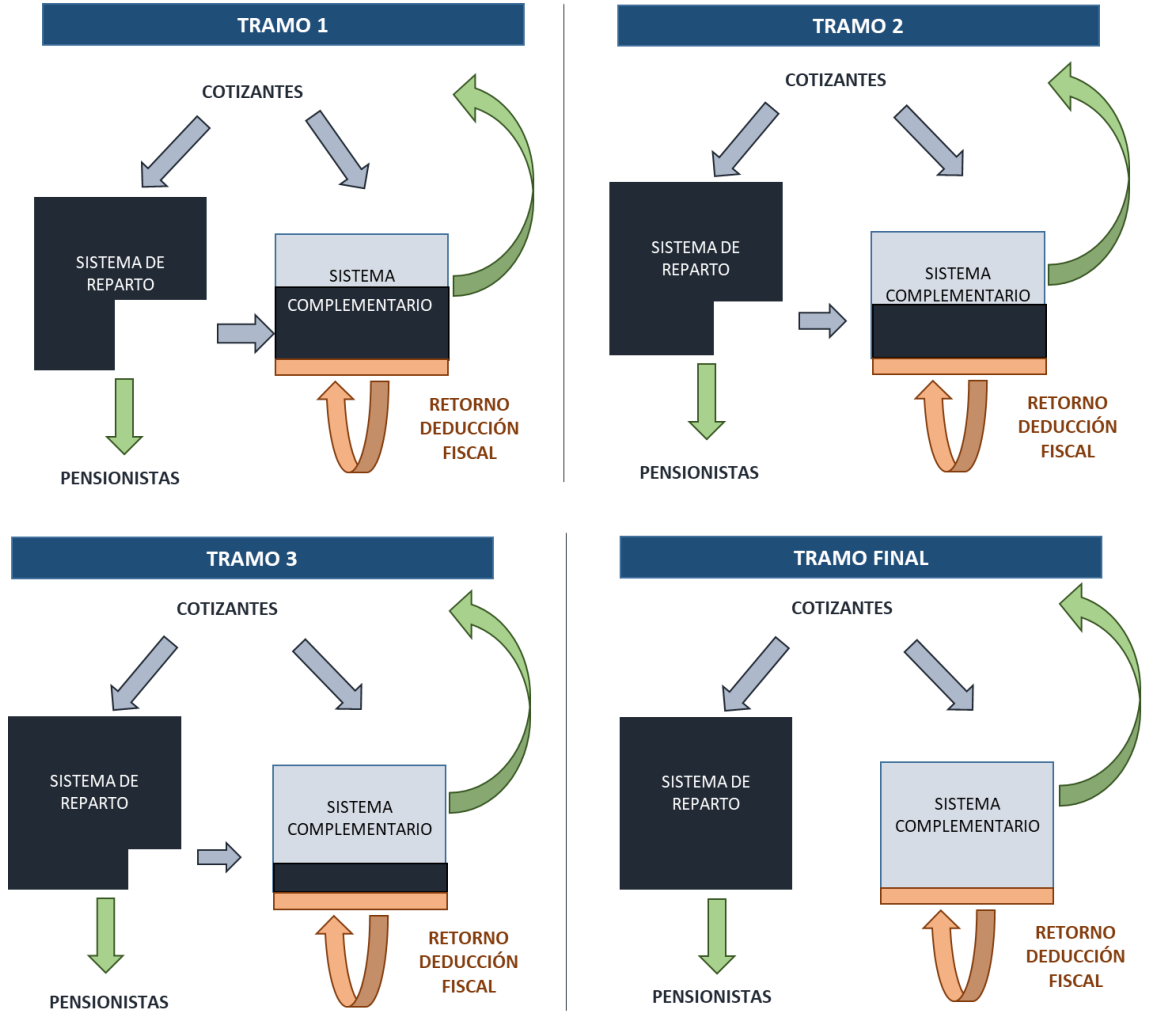 TRAMO 1
COTIZANTES
SISTEMA DE
REPARTO
SISTEMA
COMPLEMENTARIO
RETORNO
DEDUCCIÓN
FISCAL
PENSIONISTAS
TRAMO 2
COTIZANTES
SISTEMA DE
REPARTO
SISTEMA
COMPLEMENTARIO
RETORNO
DEDUCCIÓN
FISCAL
PENSIONISTAS
TRAMO 3
COTIZANTES
SISTEMA DE
REPARTO
SISTEMA
COMPLEMENTARIO
RETORNO
DEDUCCIÓN
FISCAL
PENSIONISTAS
TRAMO FINAL
COTIZANTES
SISTEMA DE
REPARTO
SISTEMA
COMPLEMENTARIO
RETORNO
DEDUCCIÓN
FISCAL
PENSIONISTAS